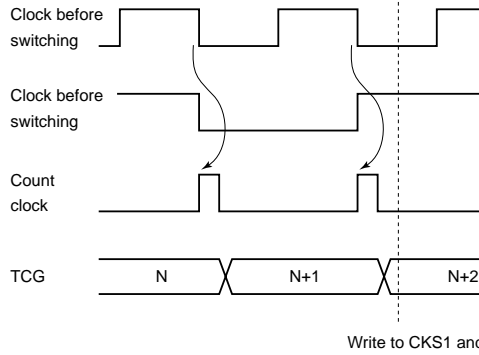 Clock before
switching
Clock before
switching
Count
clock
TCG
N
N+1
N+2
Write to CKS1 and